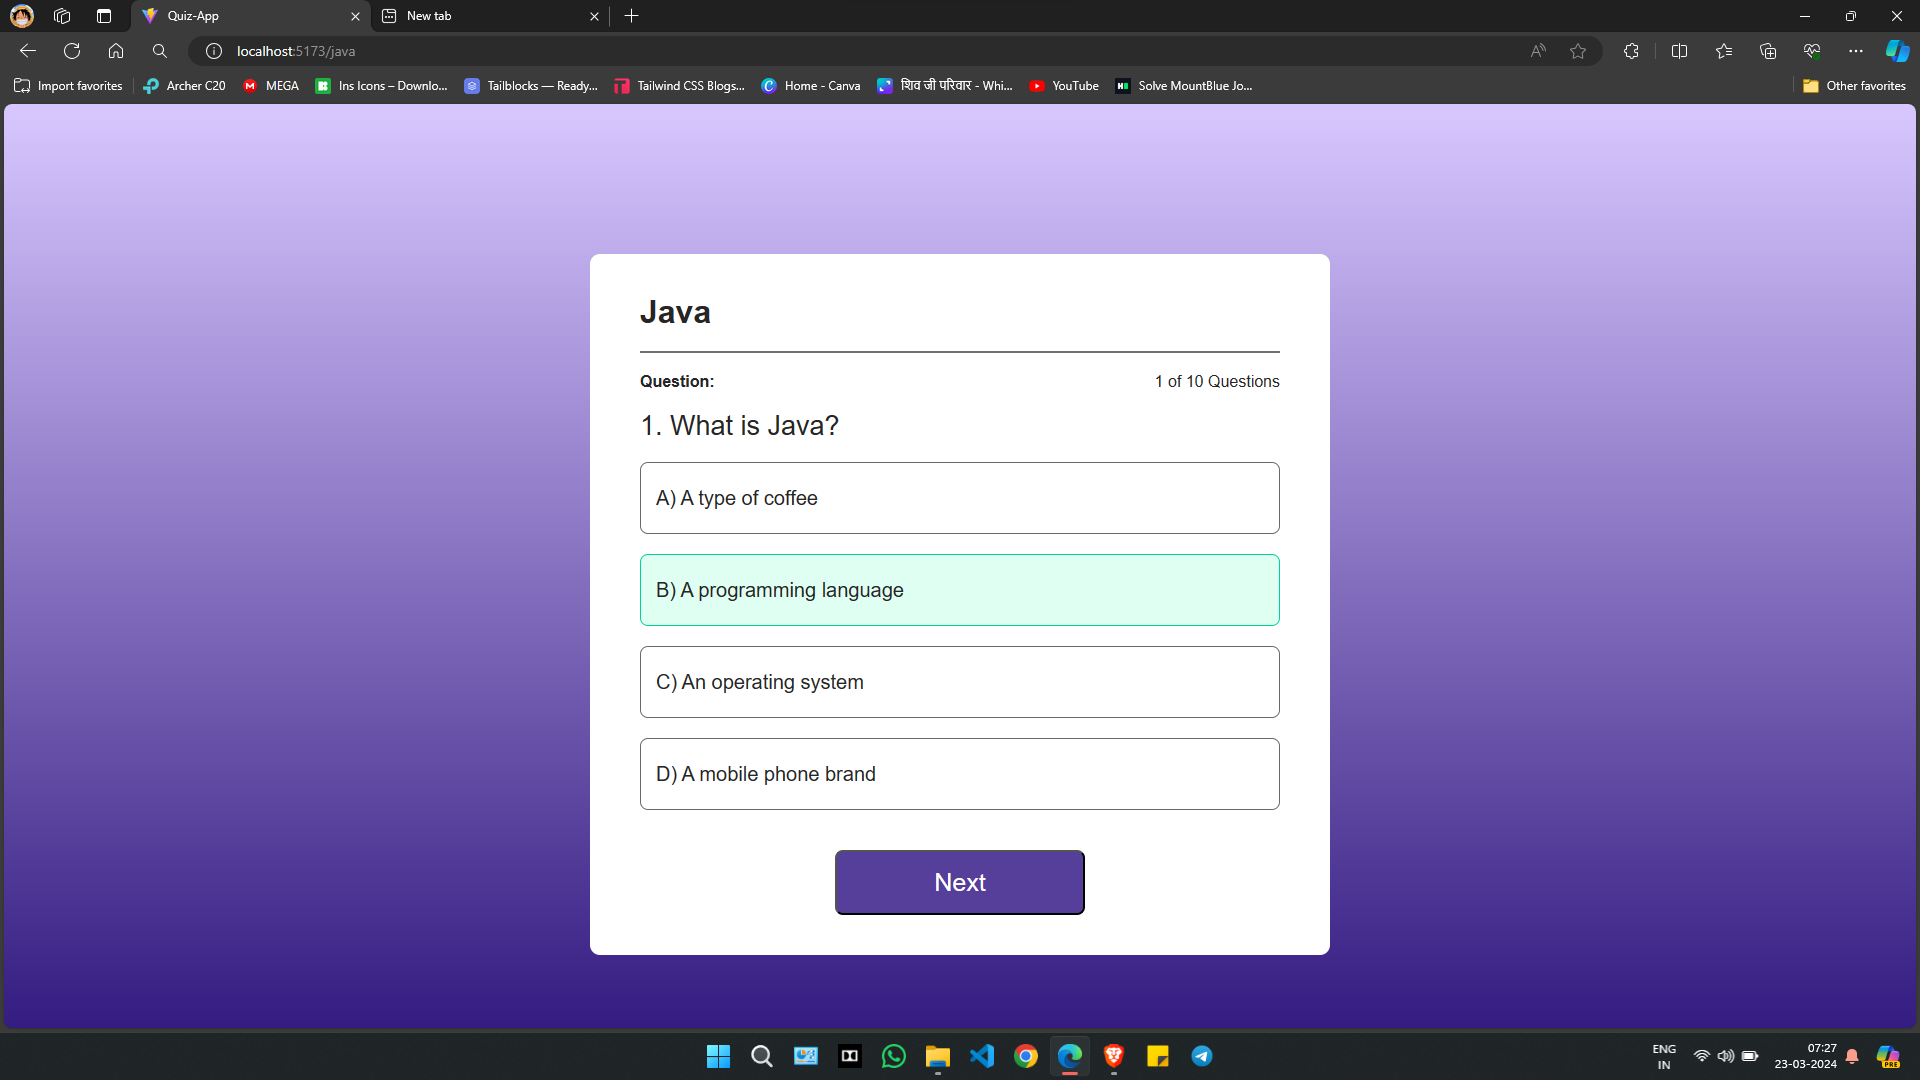 Quiz-App
New tab
localhost:5173/java
Import favorites
Archer C20
MEGA
Ins Icons – Downlo...
Tailblocks — Ready...
Tailwind CSS Blogs...
Home - Canva
शिव जी परिवार - Whi...
YouTube
Solve MountBlue Jo...
Other favorites
Java
Question:
1 of 10 Questions
1. What is Java?
A) A type of coffee
B) A programming language
C) An operating system
D) A mobile phone brand
Next
ENG
IN
07:27
23-03-2024
PRE